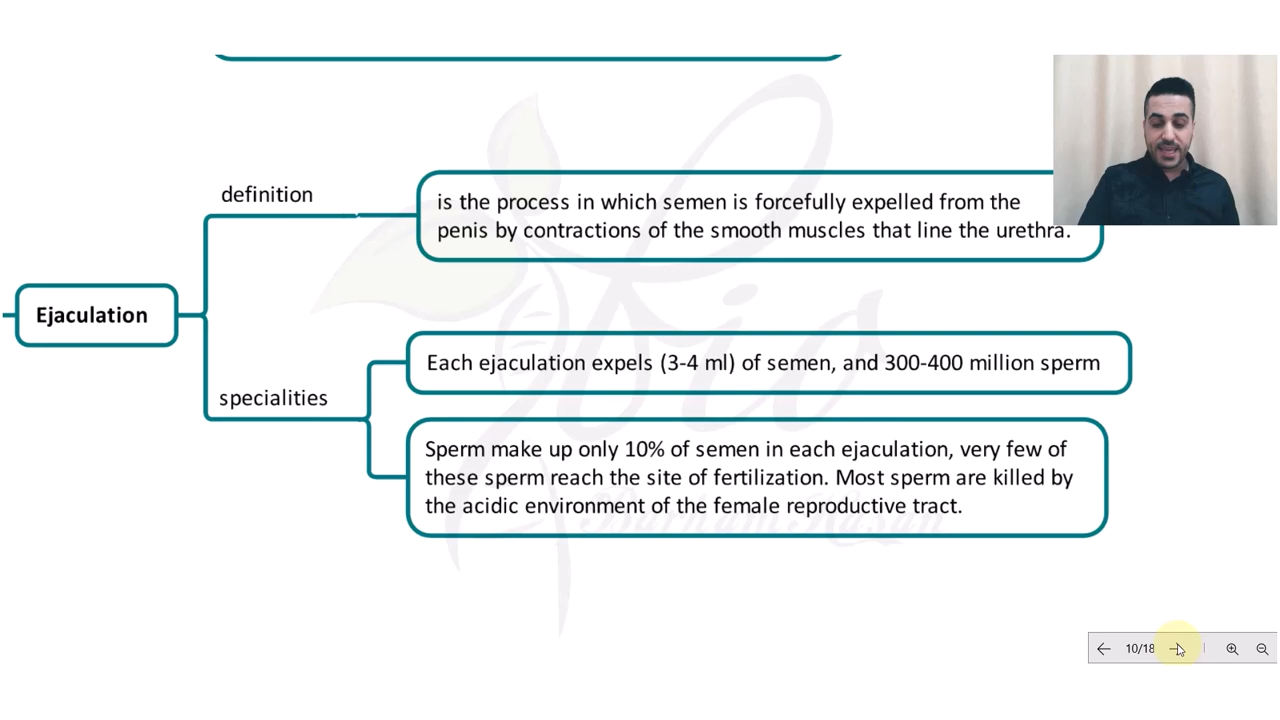 definition
is the process in which semen is forcefully expelled from the
penis by contractions of the smooth muscles that line the urethra.
Ejaculation
specialities
Each ejaculation expels (3-4 ml) of semen, and 300-400 million sperm
Sperm make up only 10% of semen in each ejaculation, very few of
these sperm reach the site of fertilization. Most sperm are killed by
the acidic environment of the female reproductive tract.
10/18